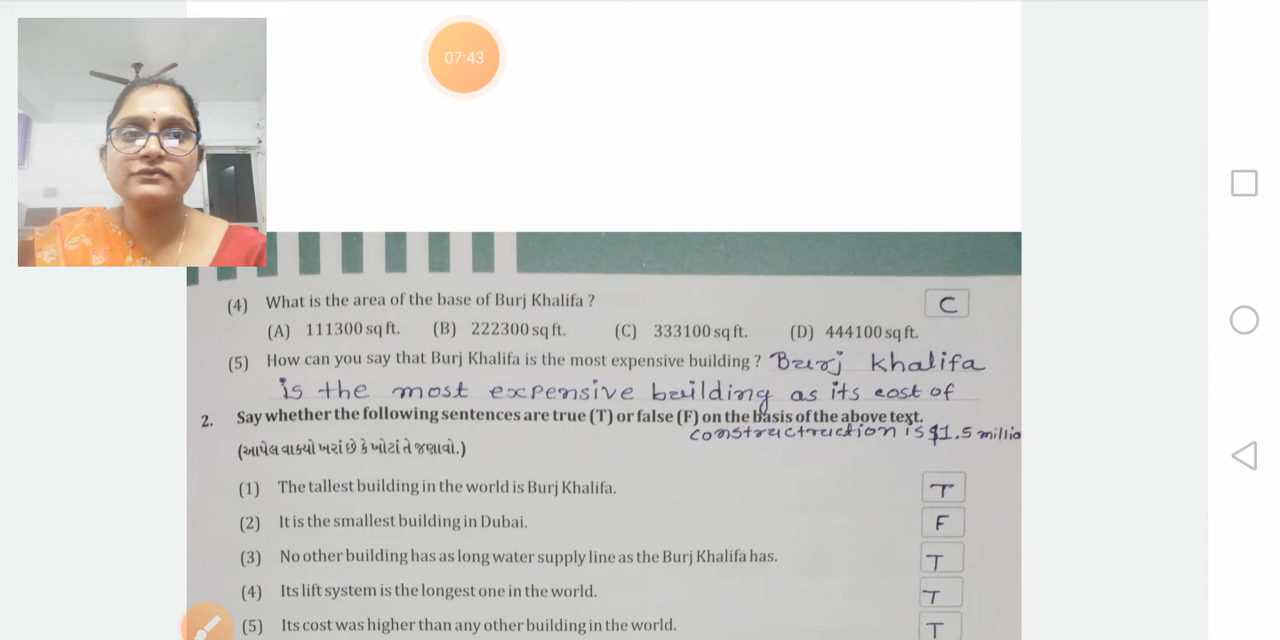 07:43
(4) What is the area of the base of Burj Khalifa ? C
(A) 111300 sq ft. (B) 222300 sq ft. (C) 333100 sq ft. (D) 444100 sq ft.
(5) How can you say that Burj Khalifa is the most expensive building ? Burj Khalifa
is the most expensive building as its cost of
2. Say whether the following sentences are true (T) or false (F) on the basis of the above text.
constructruction is $1.5 millio
(આપેલ વાક્યો ખરાં છે કે ખોટાં તે જણાવો.)
(1) The tallest building in the world is Burj Khalifa. T
(2) It is the smallest building in Dubai. F
(3) No other building has as long water supply line as the Burj Khalifa has. T
(4) Its lift system is the longest one in the world. T
(5) Its cost was higher than any other building in the world. T